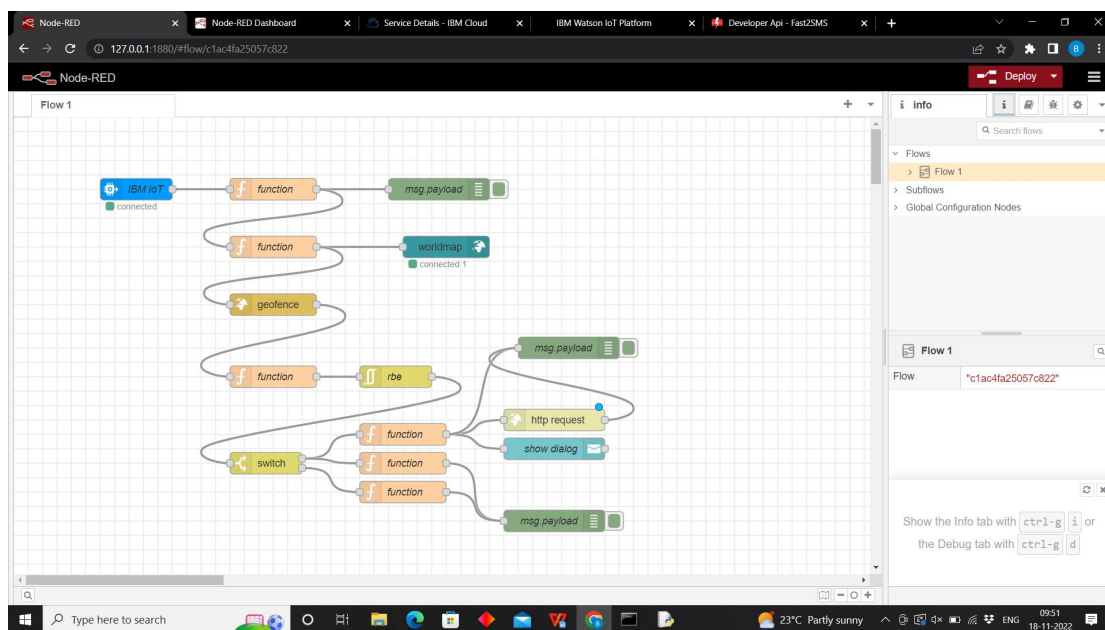 Node-RED
Node-RED Dashboard
Service Details - IBM Cloud
IBM Watson IoT Platform
Developer Api - Fast2SMS
127.0.0.1:1880/#flow/c1ac4fa25057c822
B
Node-RED
Deploy
Flow 1
info
Search flows
Flows
Flow 1
Subflows
Global Configuration Nodes
IBM IoT
connected
function
msg.payload
function
worldmap
connected 1
geofence
msg.payload
function
rbe
http request
function
show dialog
switch
function
function
msg.payload
Flow 1
Flow
"c1ac4fa25057c822"
Show the Info tab with ctrl-g i or
the Debug tab with ctrl-g d
Type here to search
23°C Partly sunny
ENG
09:51
18-11-2022